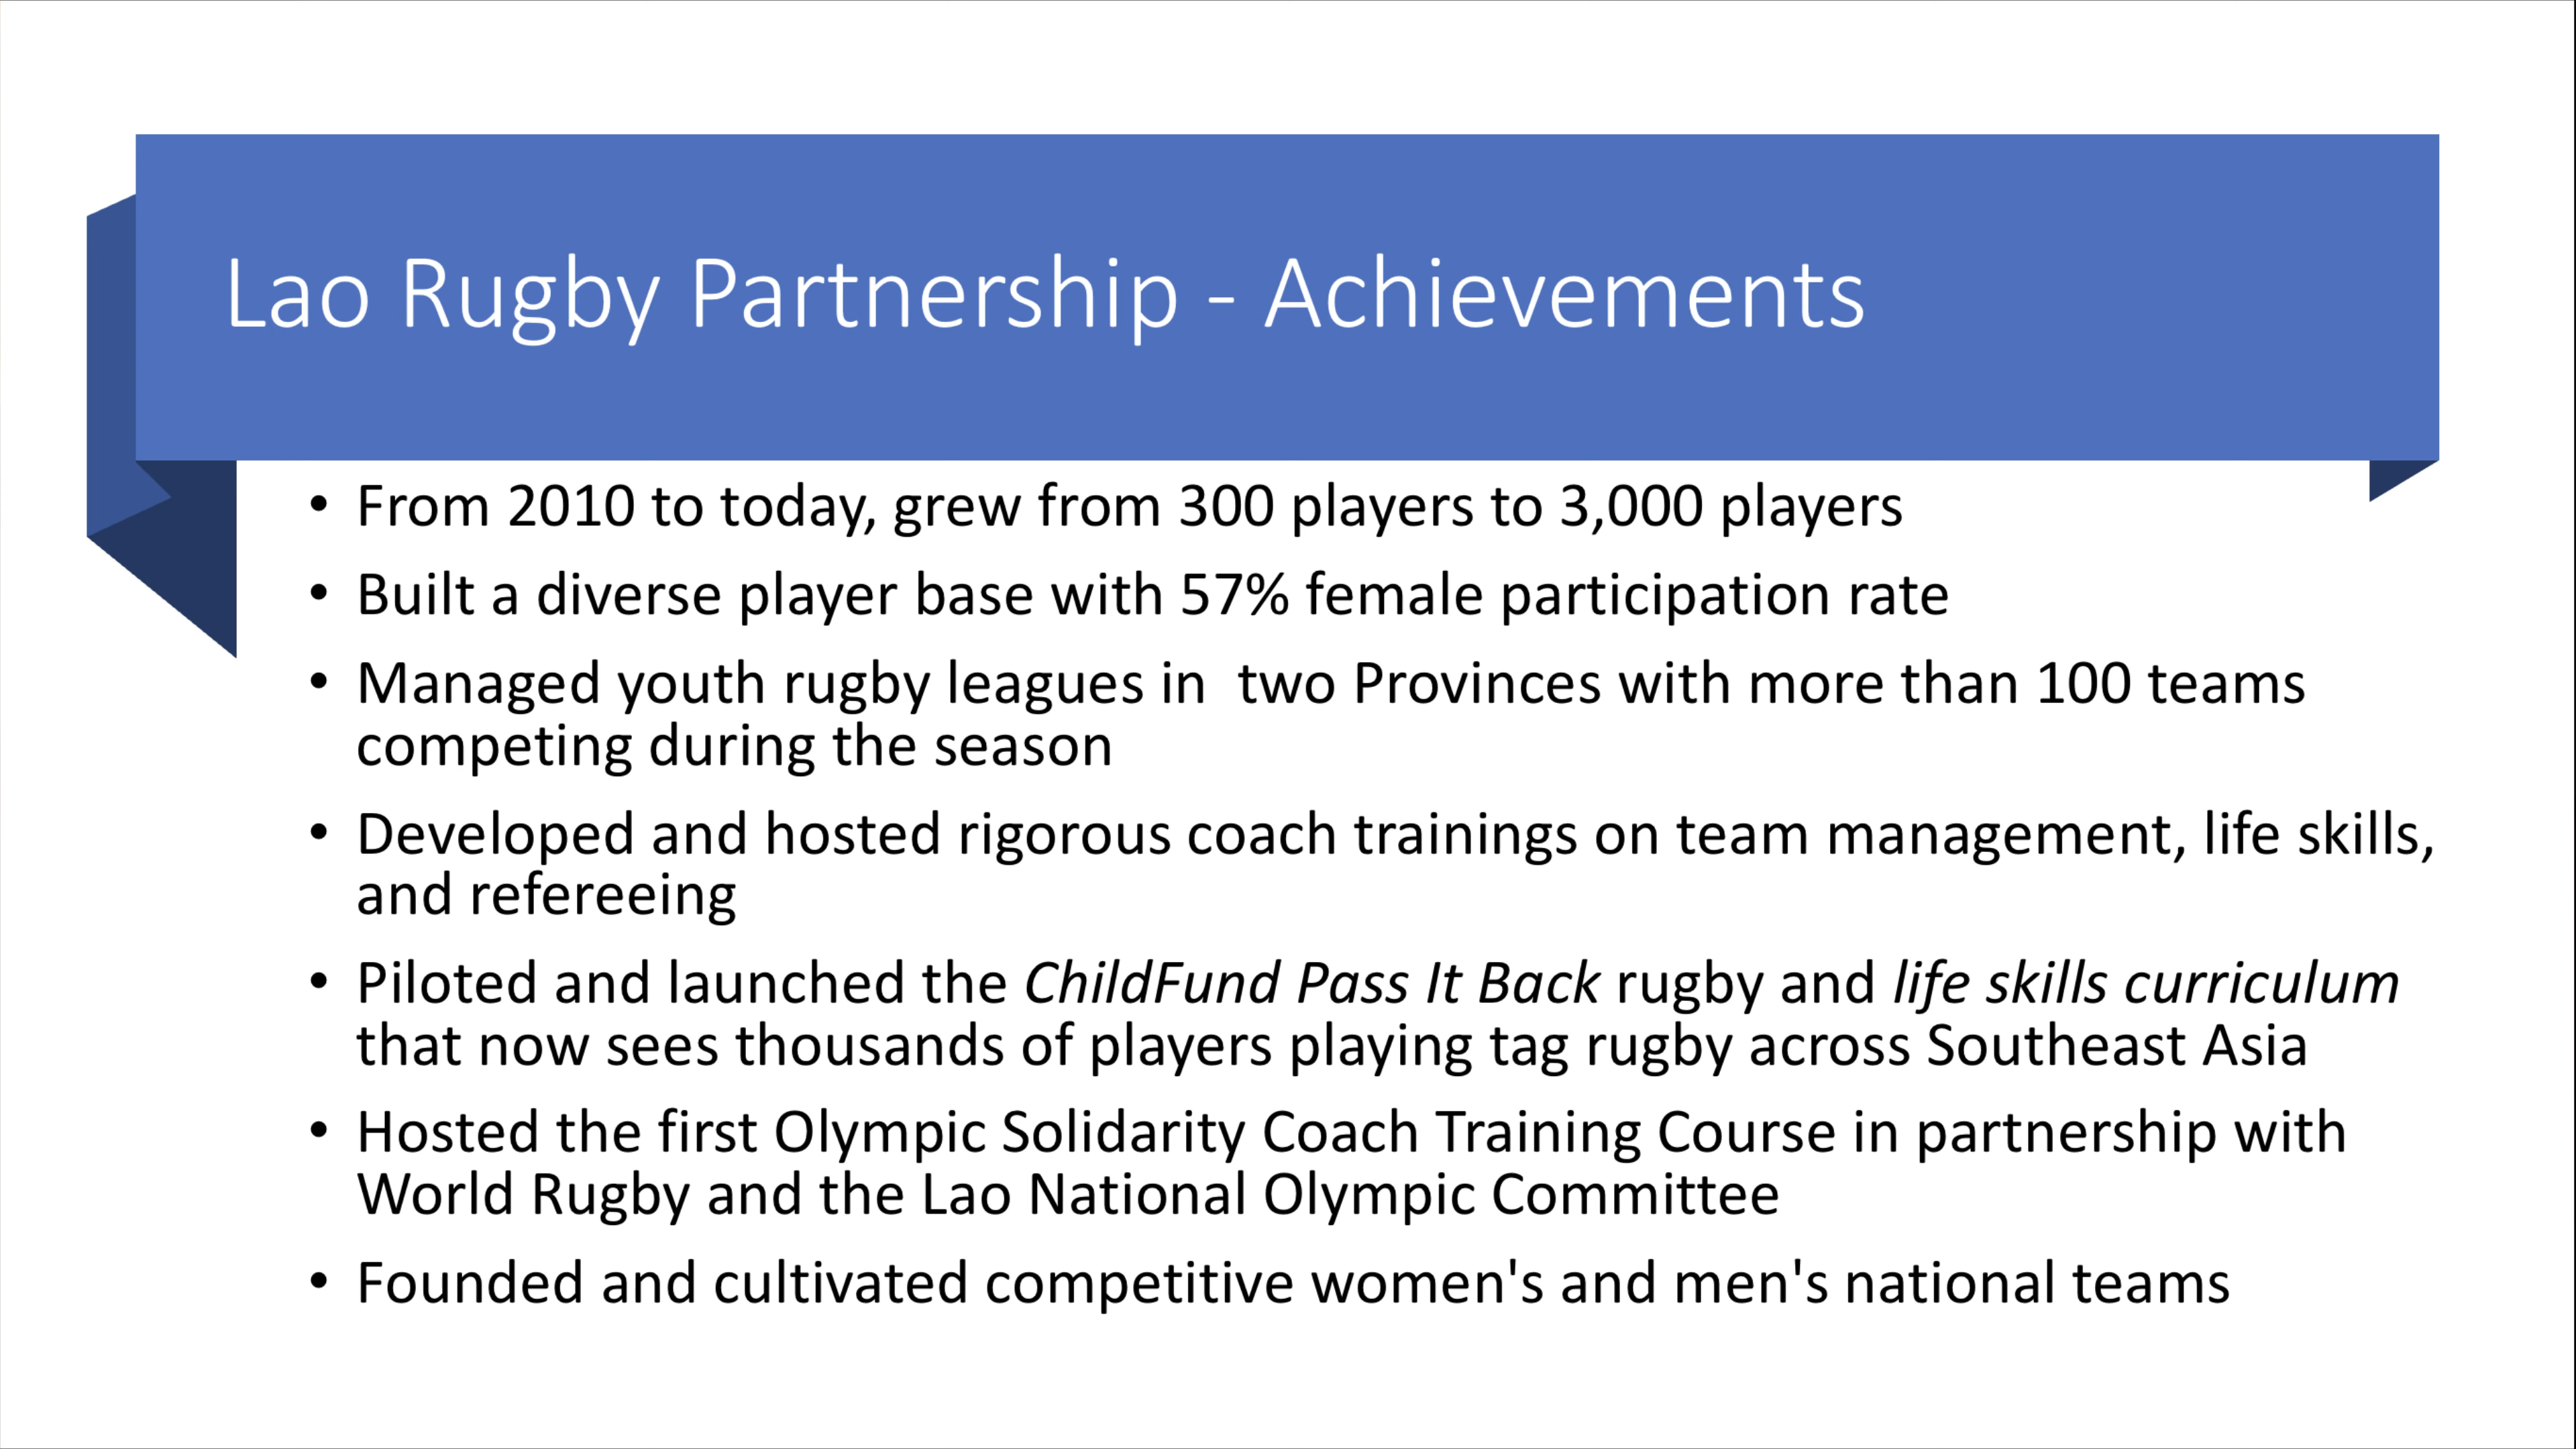 Lao Rugby Partnership - Achievements
• From 2010 to today, grew from 300 players to 3,000 players
• Built a diverse player base with 57% female participation rate
• Managed youth rugby leagues in  two Provinces with more than 100 teams
competing during the season
• Developed and hosted rigorous coach trainings on team management, life skills,
and refereeing
• Piloted and launched the ChildFund Pass It Back rugby and life skills curriculum
that now sees thousands of players playing tag rugby across Southeast Asia
• Hosted the first Olympic Solidarity Coach Training Course in partnership with
World Rugby and the Lao National Olympic Committee
• Founded and cultivated competitive women's and men's national teams